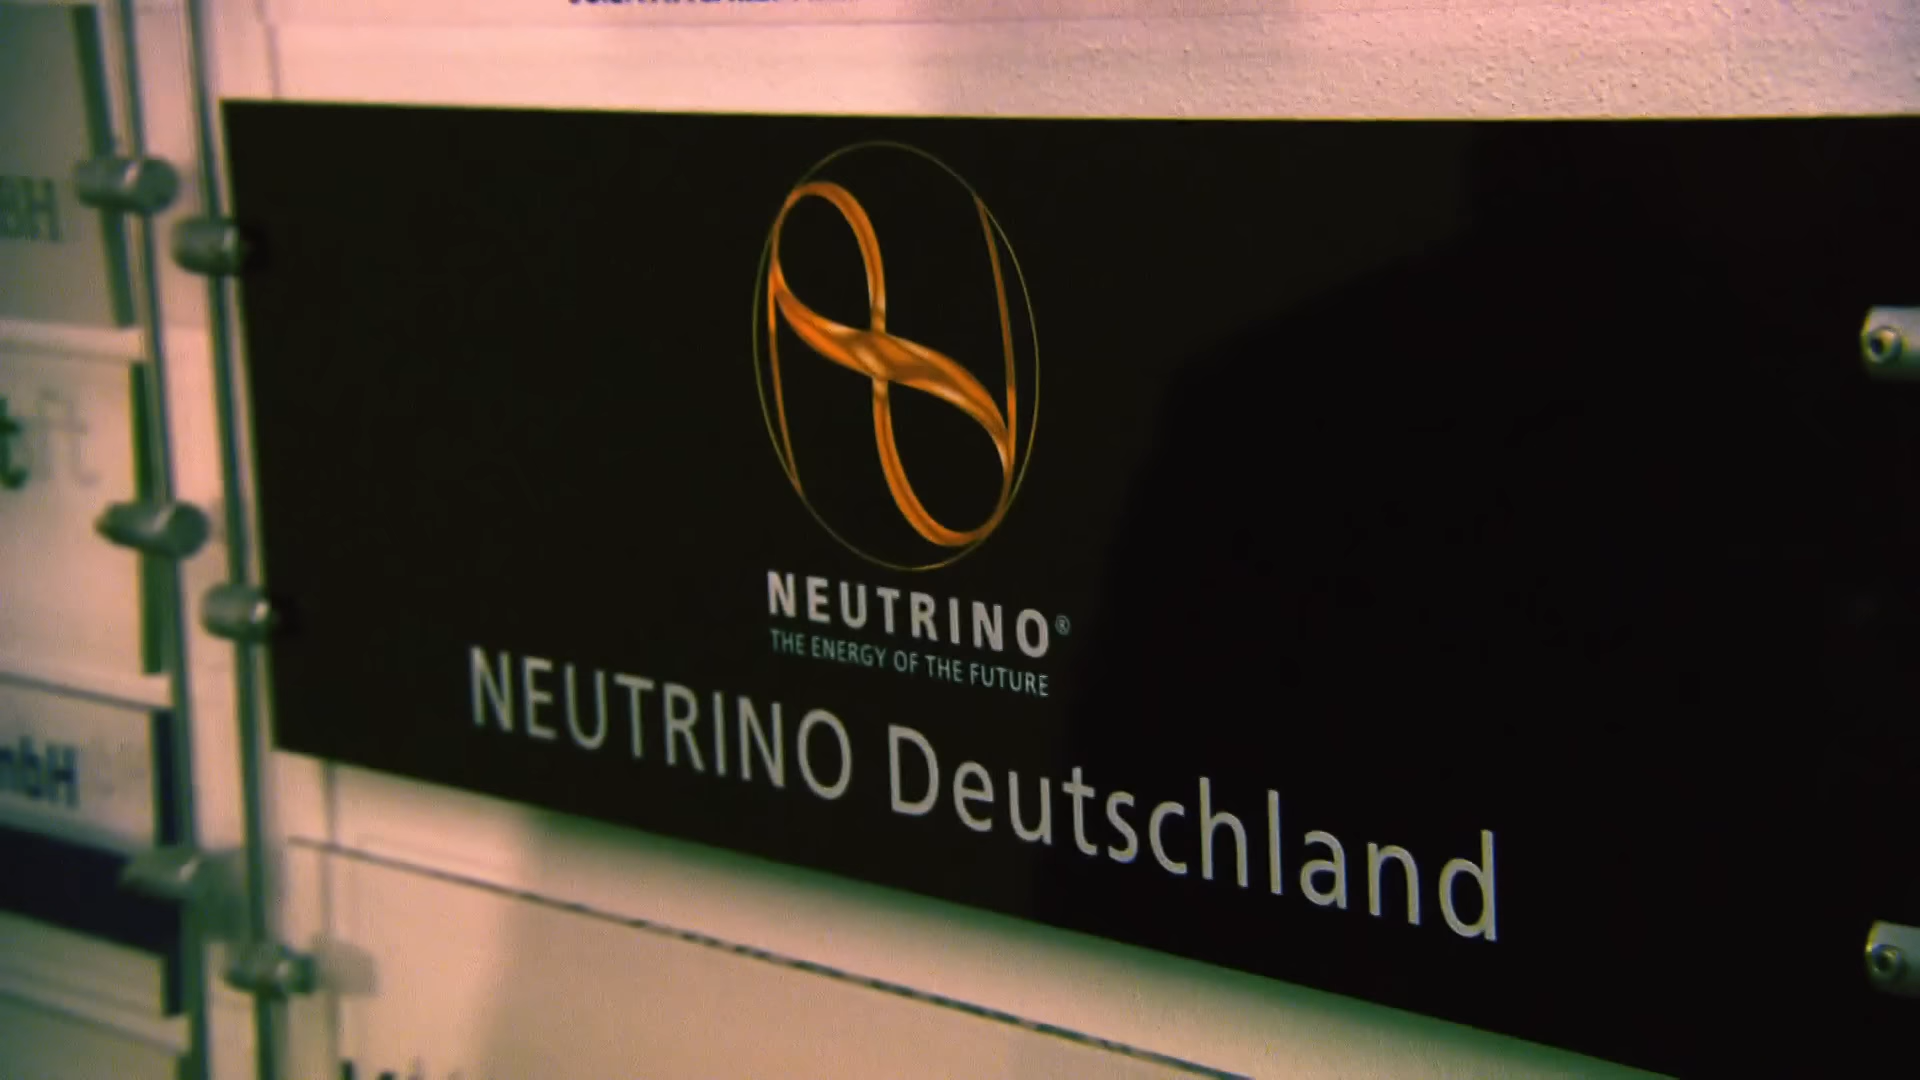 NEUTRINO®
THE ENERGY OF THE FUTURE
NEUTRINO Deutschland